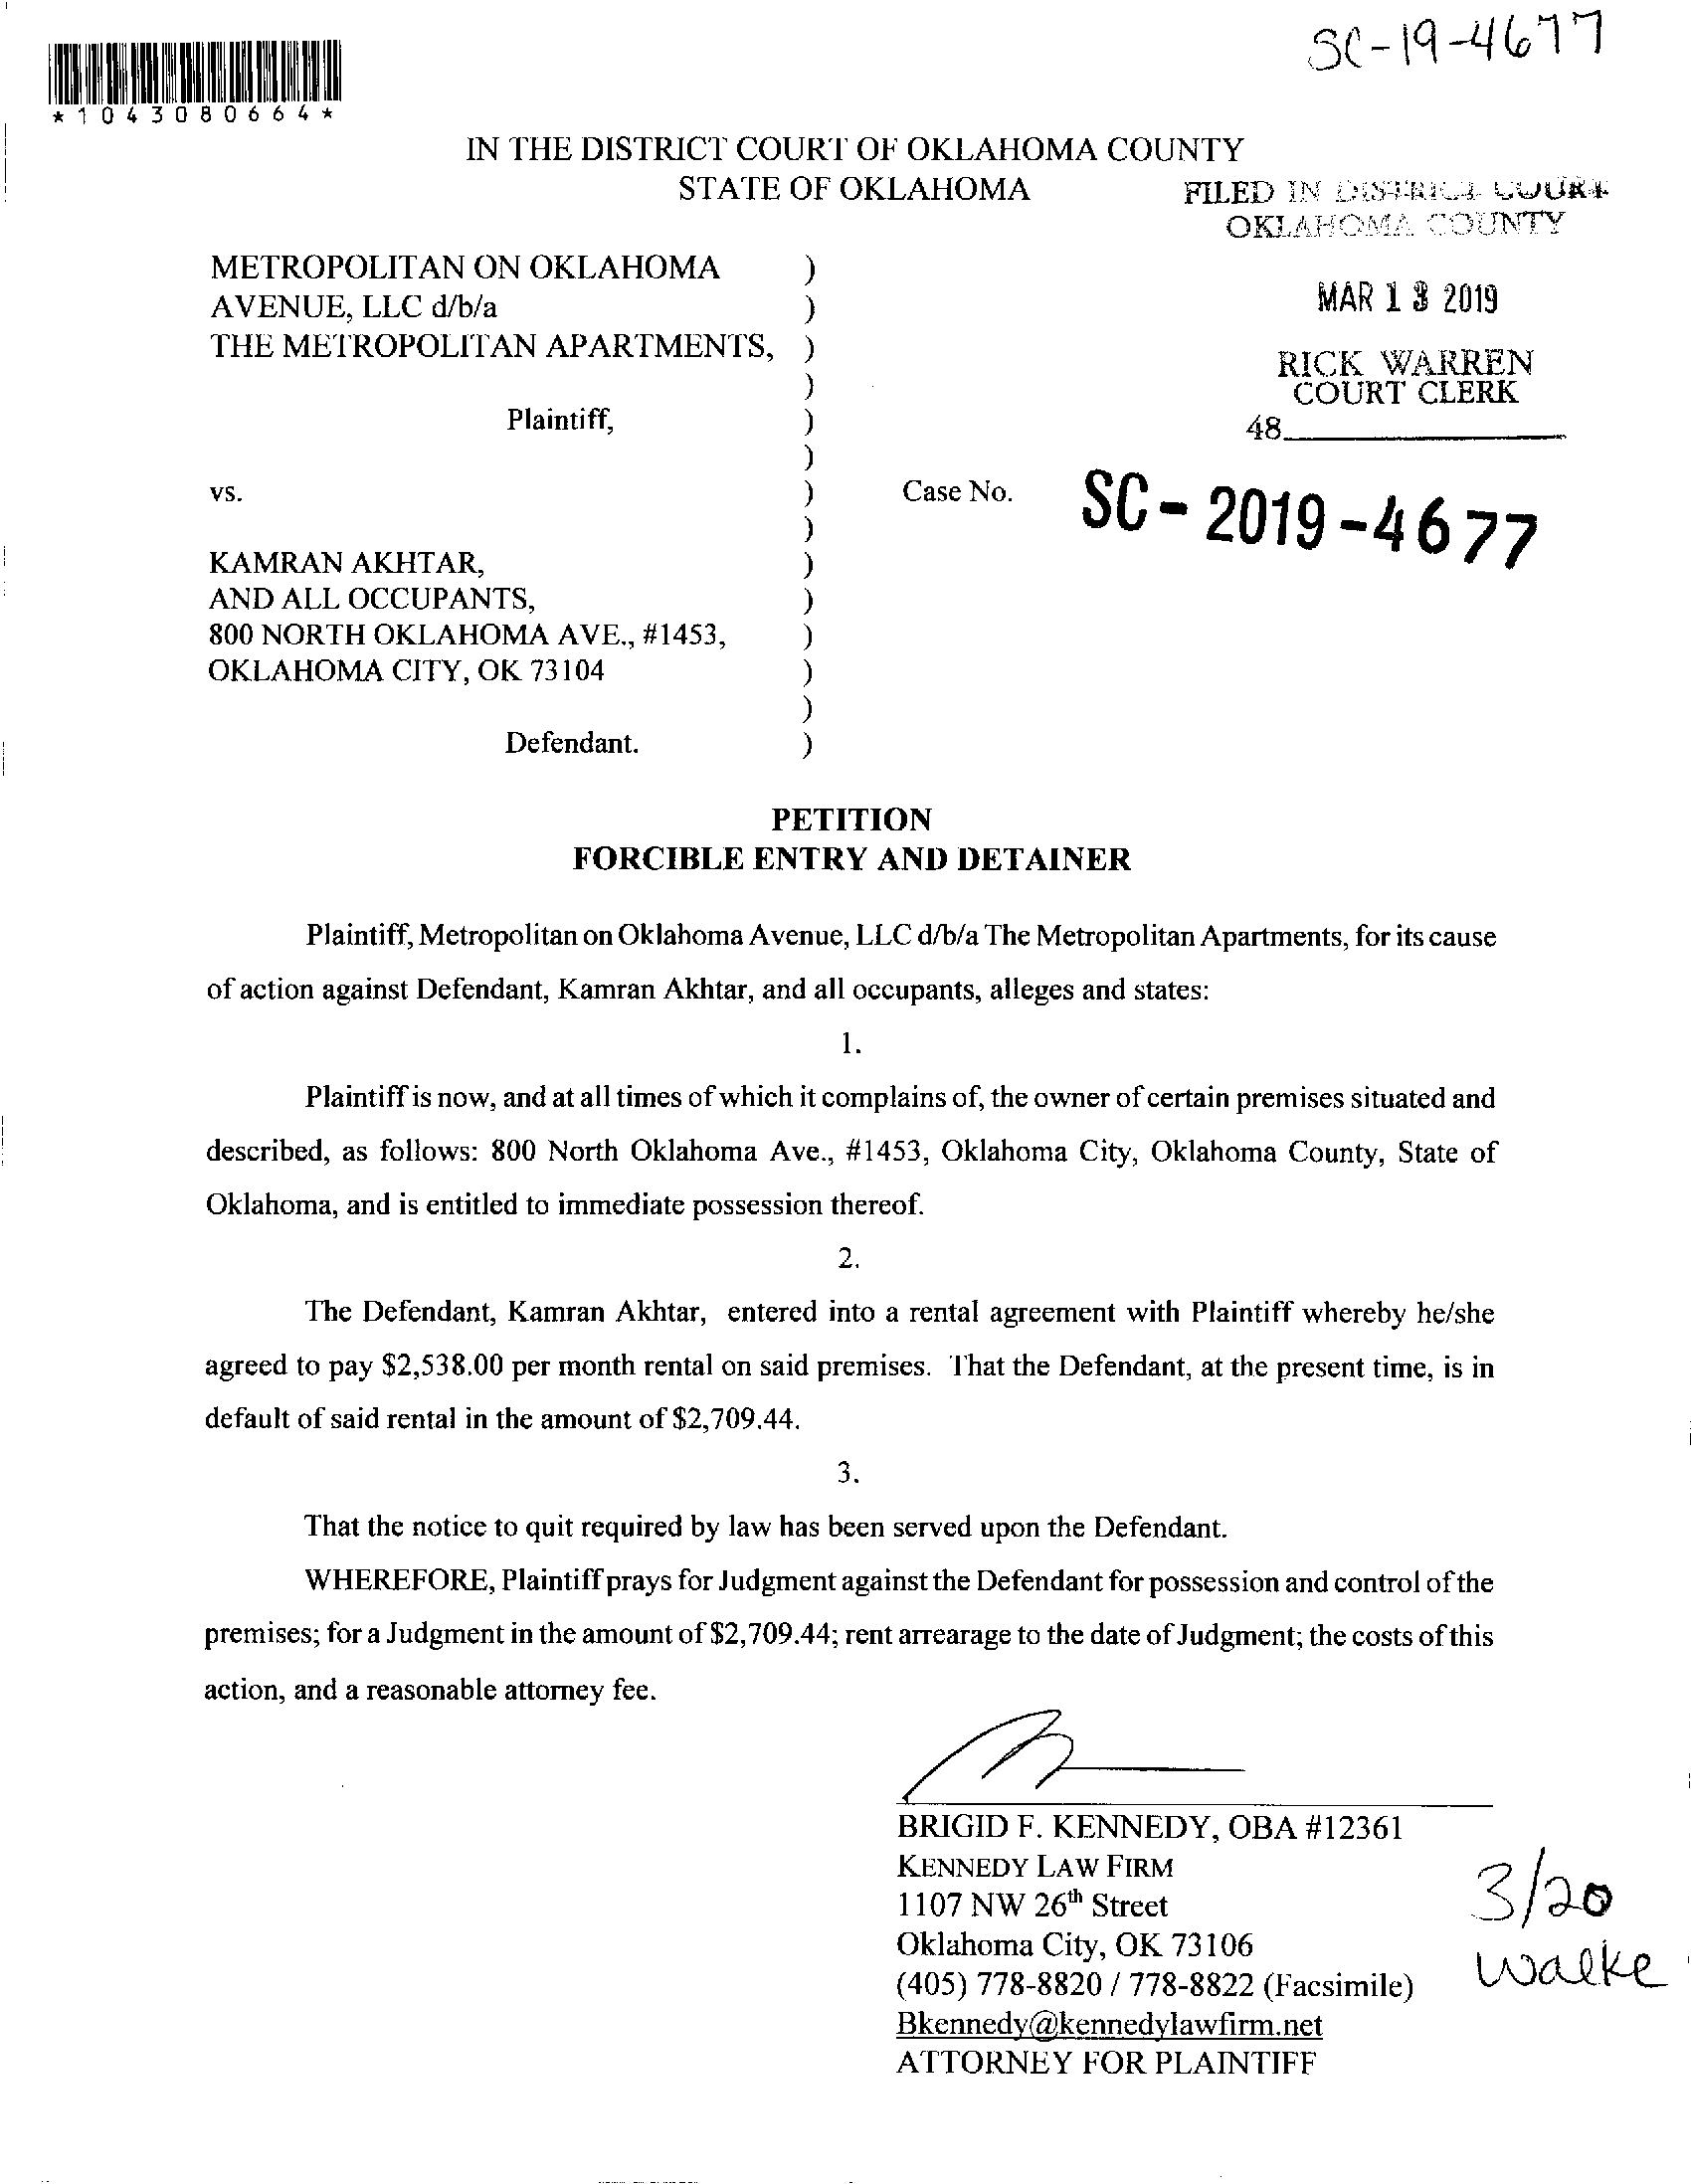 SC-19-4677
*1043080664*
IN THE DISTRICT COURT OF OKLAHOMA COUNTY
STATE OF OKLAHOMA
FILED IN DISTRICT COURT
OKLAHOMA COUNTY
METROPOLITAN ON OKLAHOMA )
AVENUE, LLC d/b/a )
THE METROPOLITAN APARTMENTS, )
)
MAR 13 2019
RICK WARREN
COURT CLERK
48
Plaintiff, )
)
vs. ) Case No. SC-2019-4677
)
KAMRAN AKHTAR, )
AND ALL OCCUPANTS, )
800 NORTH OKLAHOMA AVE., #1453, )
OKLAHOMA CITY, OK 73104 )
)
Defendant. )
PETITION
FORCIBLE ENTRY AND DETAINER
Plaintiff, Metropolitan on Oklahoma Avenue, LLC d/b/a The Metropolitan Apartments, for its cause
of action against Defendant, Kamran Akhtar, and all occupants, alleges and states:
1.
Plaintiff is now, and at all times of which it complains of, the owner of certain premises situated and
described, as follows: 800 North Oklahoma Ave., #1453, Oklahoma City, Oklahoma County, State of
Oklahoma, and is entitled to immediate possession thereof.
2.
The Defendant, Kamran Akhtar, entered into a rental agreement with Plaintiff whereby he/she
agreed to pay $2,538.00 per month rental on said premises. That the Defendant, at the present time, is in
default of said rental in the amount of $2,709.44.
3.
That the notice to quit required by law has been served upon the Defendant.
WHEREFORE, Plaintiff prays for Judgment against the Defendant for possession and control of the
premises; for a Judgment in the amount of $2,709.44; rent arrearage to the date of Judgment; the costs of this
action, and a reasonable attorney fee.
BRIGID F. KENNEDY, OBA #12361
KENNEDY LAW FIRM
1107 NW 26th Street
Oklahoma City, OK 73106
(405) 778-8820 / 778-8822 (Facsimile)
Bkennedy@kennedylawfirm.net
ATTORNEY FOR PLAINTIFF
3/20
Walke